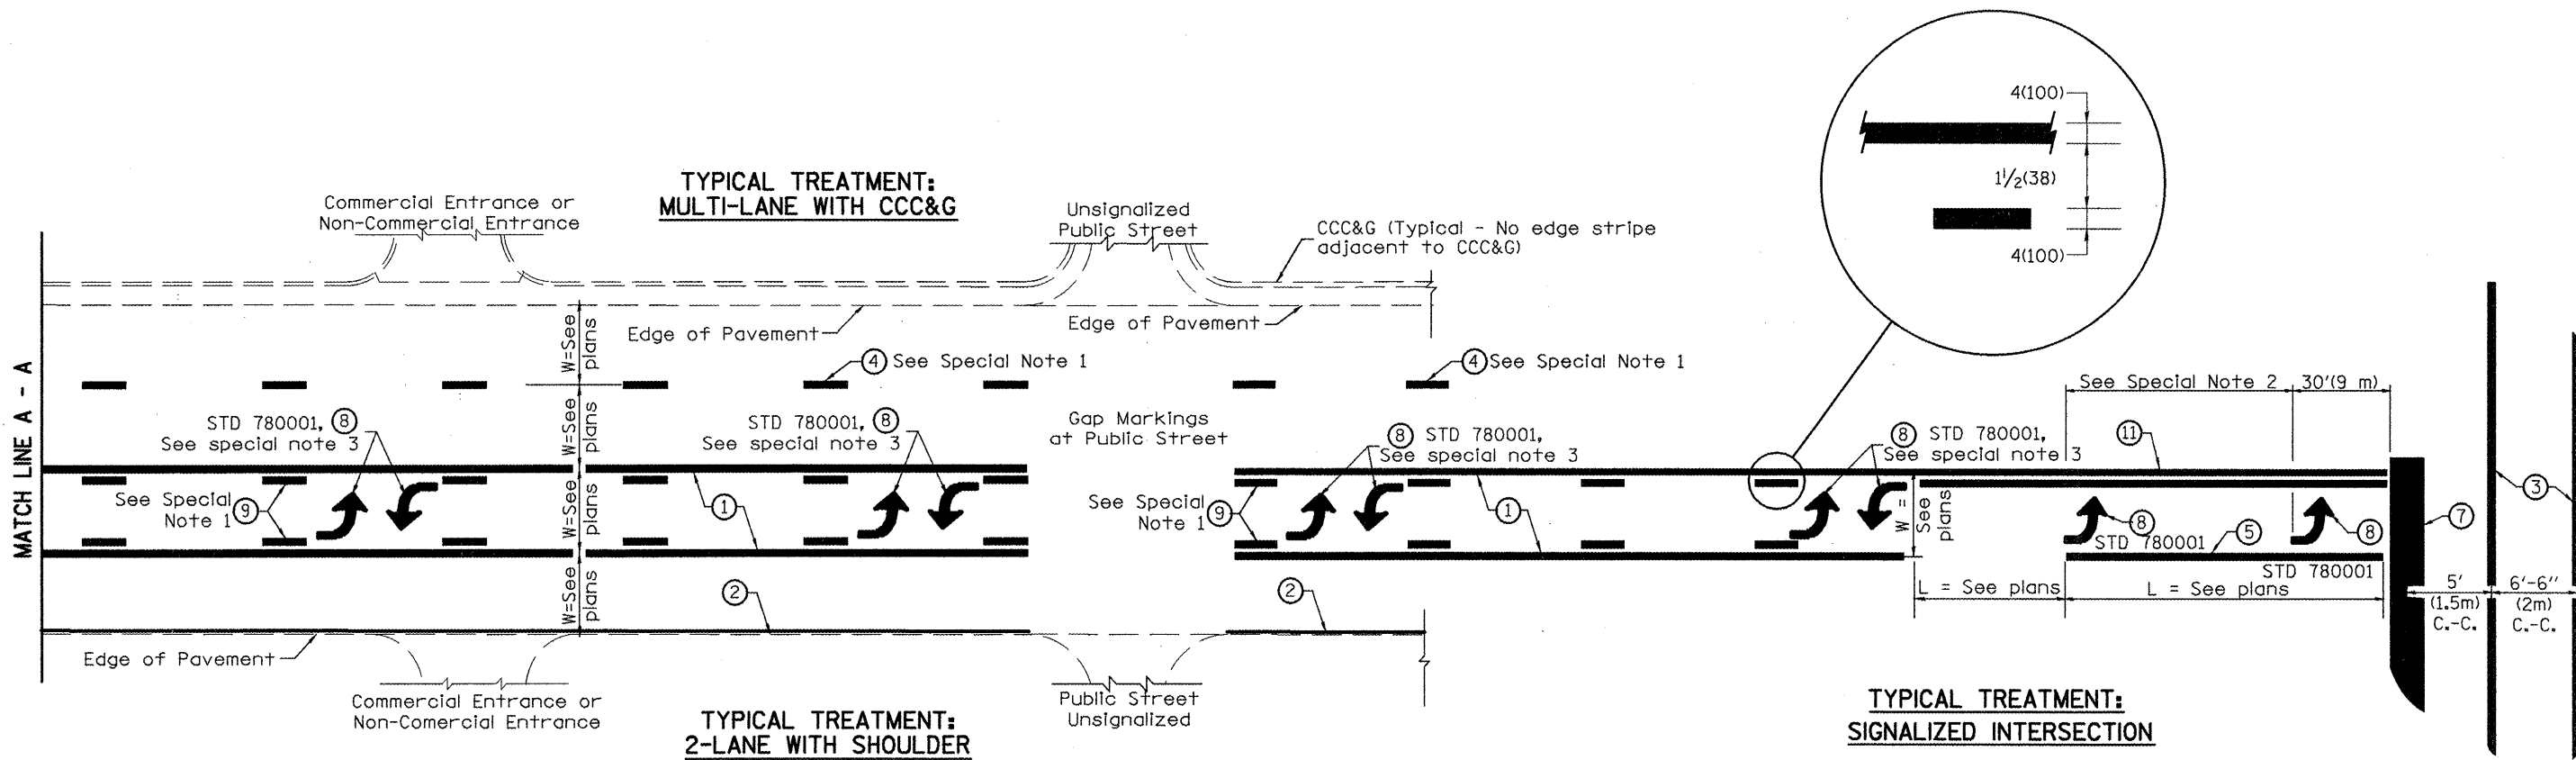 4(100)
1 1/2(38)
4(100)
TYPICAL TREATMENT:
MULTI-LANE WITH CCC&G
Commercial Entrance or
Non-Commercial Entrance
Unsignalized
Public Street
CCC&G (Typical - No edge stripe
adjacent to CCC&G)
Edge of Pavement
Edge of Pavement
W=See
plans
4 See Special Note 1
4 See Special Note 1
MATCH LINE A - A
STD 780001, 8
See special note 3
W=See
plans
STD 780001, 8
See special note 3
Gap Markings
at Public Street
8 STD 780001,
See special note 3
8 STD 780001,
See special note 3
See Special Note 2
30'(9 m)
11
3
See Special
Note 1 9
W=See
plans
1
See Special
Note 1 9
1
W =
See
plans
8
STD 780001
5
8
7
STD 780001
W=See
plans
2
2
L = See plans
L = See plans
5'
(1.5m)
C.-C.
6'-6"
(2m)
C.-C.
Edge of Pavement
Commercial Entrance or
Non-Comercial Entrance
Public Street
Unsignalized
TYPICAL TREATMENT:
2-LANE WITH SHOULDER
TYPICAL TREATMENT:
SIGNALIZED INTERSECTION